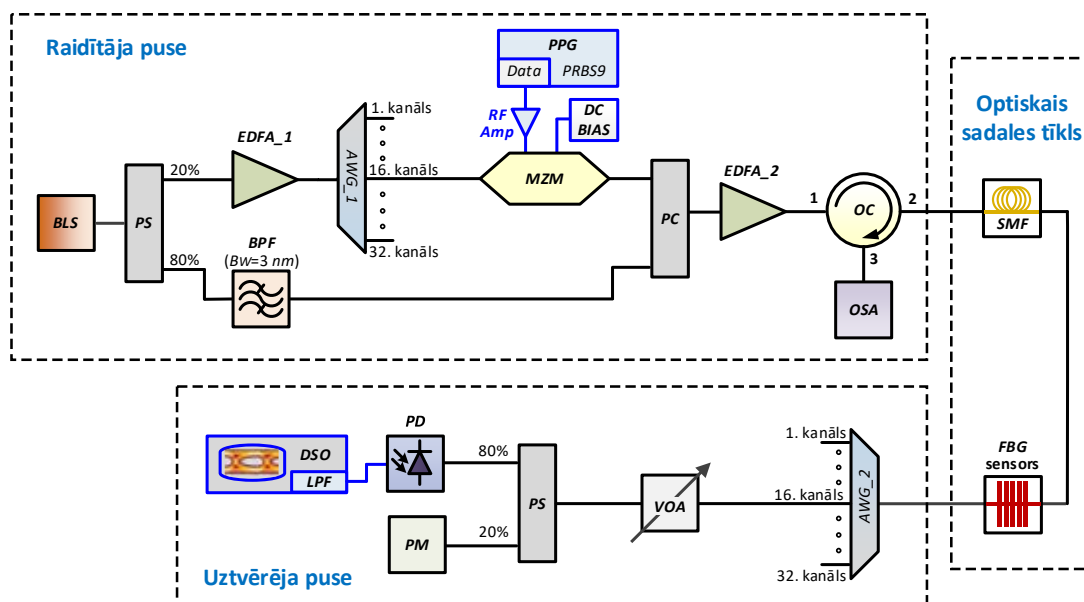 Raidītāja puse
PPG
Data
PRBS9
RF
Amp
DC
BIAS
1. kanāls
EDFA_1
20%
AWG_1
16. kanāls
MZM
EDFA_2
BLS
PS
PC
1
OC
2
3
80%
BPF
(Bw=3 nm)
32. kanāls
OSA
Optiskais
sadales tīkls
SMF
FBG
sensors
PD
DSO
LPF
80%
PS
VOA
1. kanāls
16. kanāls
AWG_2
32. kanāls
PM
20%
Uztvērēja puse